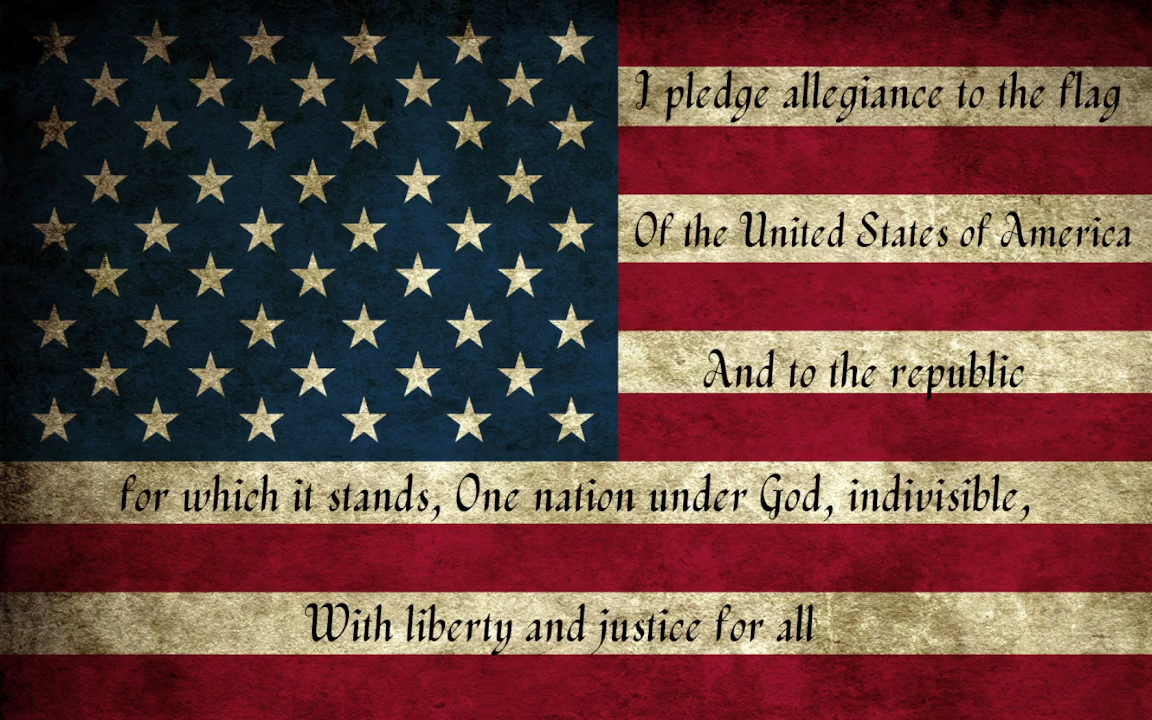 I pledge allegiance to the flag
Of the United States of America
And to the republic
for which it stands, One nation under God, indivisible,
With liberty and justice for all